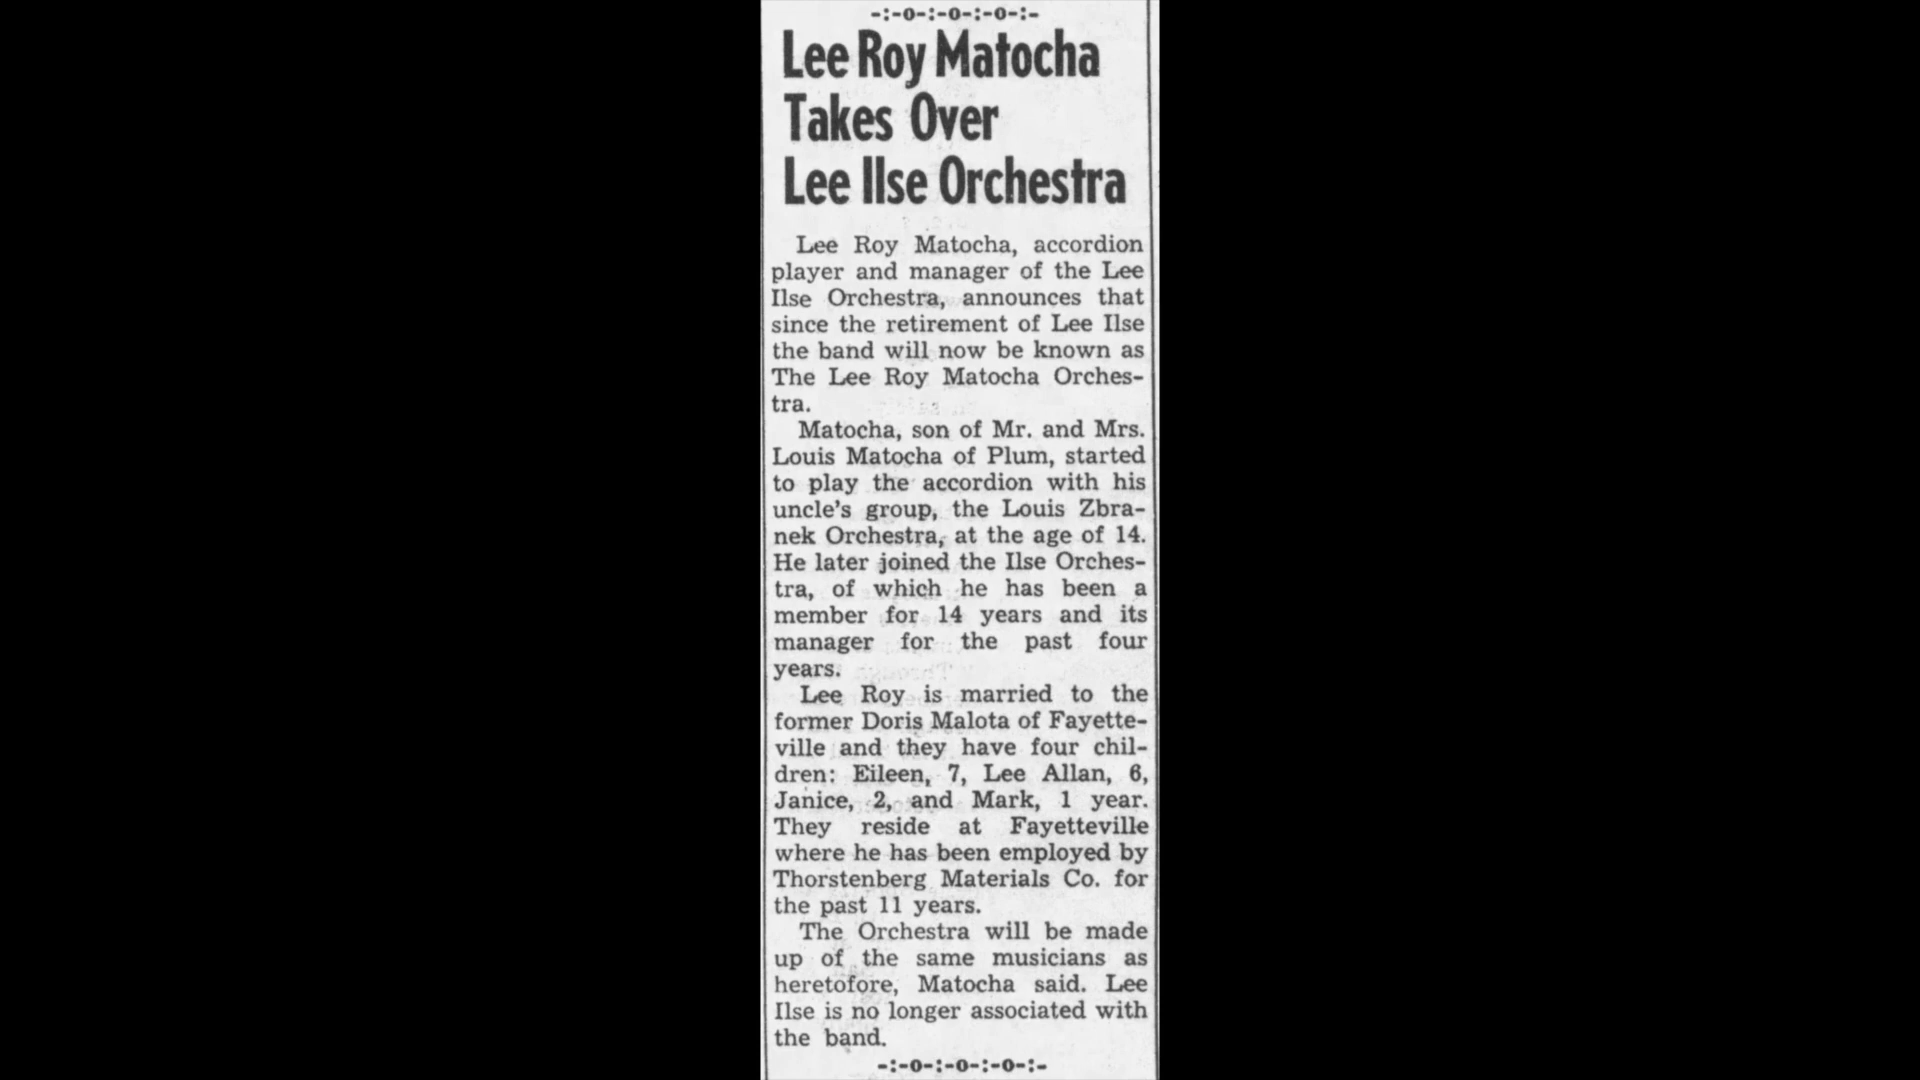 -:-o-:-o-:-o-:-
Lee Roy Matocha
Takes Over
Lee Ilse Orchestra
Lee Roy Matocha, accordion
player and manager of the Lee
Ilse Orchestra, announces that
since the retirement of Lee Ilse
the band will now be known as
The Lee Roy Matocha Orches-
tra.
Matocha, son of Mr. and Mrs.
Louis Matocha of Plum, started
to play the accordion with his
uncle's group, the Louis Zbra-
nek Orchestra, at the age of 14.
He later joined the Ilse Orches-
tra, of which he has been a
member for 14 years and its
manager for the past four
years.
Lee Roy is married to the
former Doris Malota of Fayette-
ville and they have four chil-
dren: Eileen, 7, Lee Allan, 6,
Janice, 2, and Mark, 1 year.
They reside at Fayetteville
where he has been employed by
Thorstenberg Materials Co. for
the past 11 years.
The Orchestra will be made
up of the same musicians as
heretofore, Matocha said. Lee
Ilse is no longer associated with
the band.
-:-o-:-o-:-o-:-